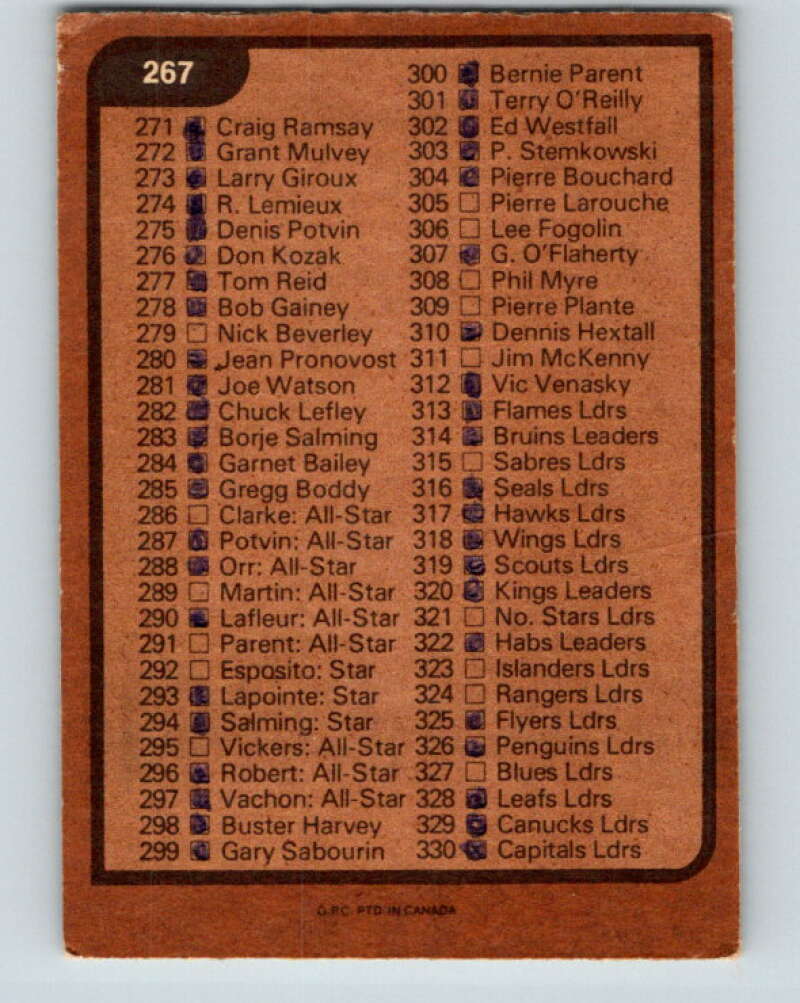 267
271 Craig Ramsay
272 Grant Mulvey
273 Larry Giroux
274 R. Lemieux
275 Denis Potvin
276 Don Kozak
277 Tom Reid
278 Bob Gainey
279 Nick Beverley
280 Jean Pronovost
281 Joe Watson
282 Chuck Lefley
283 Borje Salming
284 Garnet Bailey
285 Gregg Boddy
286 Clarke: All-Star
287 Potvin: All-Star
288 Orr: All-Star
289 Martin: All-Star
290 Lafleur: All-Star
291 Parent: All-Star
292 Esposito: Star
293 Lapointe: Star
294 Salming: Star
295 Vickers: All-Star
296 Robert: All-Star
297 Vachon: All-Star
298 Buster Harvey
299 Gary Sabourin
300 Bernie Parent
301 Terry O'Reilly
302 Ed Westfall
303 P. Stemkowski
304 Pierre Bouchard
305 Pierre Larouche
306 Lee Fogolin
307 G. O'Flaherty
308 Phil Myre
309 Pierre Plante
310 Dennis Hextall
311 Jim McKenny
312 Vic Venasky
313 Flames Ldrs
314 Bruins Leaders
315 Sabres Ldrs
316 Seals Ldrs
317 Hawks Ldrs
318 Wings Ldrs
319 Scouts Ldrs
320 Kings Leaders
321 No. Stars Ldrs
322 Habs Leaders
323 Islanders Ldrs
324 Rangers Ldrs
325 Flyers Ldrs
326 Penguins Ldrs
327 Blues Ldrs
328 Leafs Ldrs
329 Canucks Ldrs
330 Capitals Ldrs
O.P.C. PTD IN CANADA